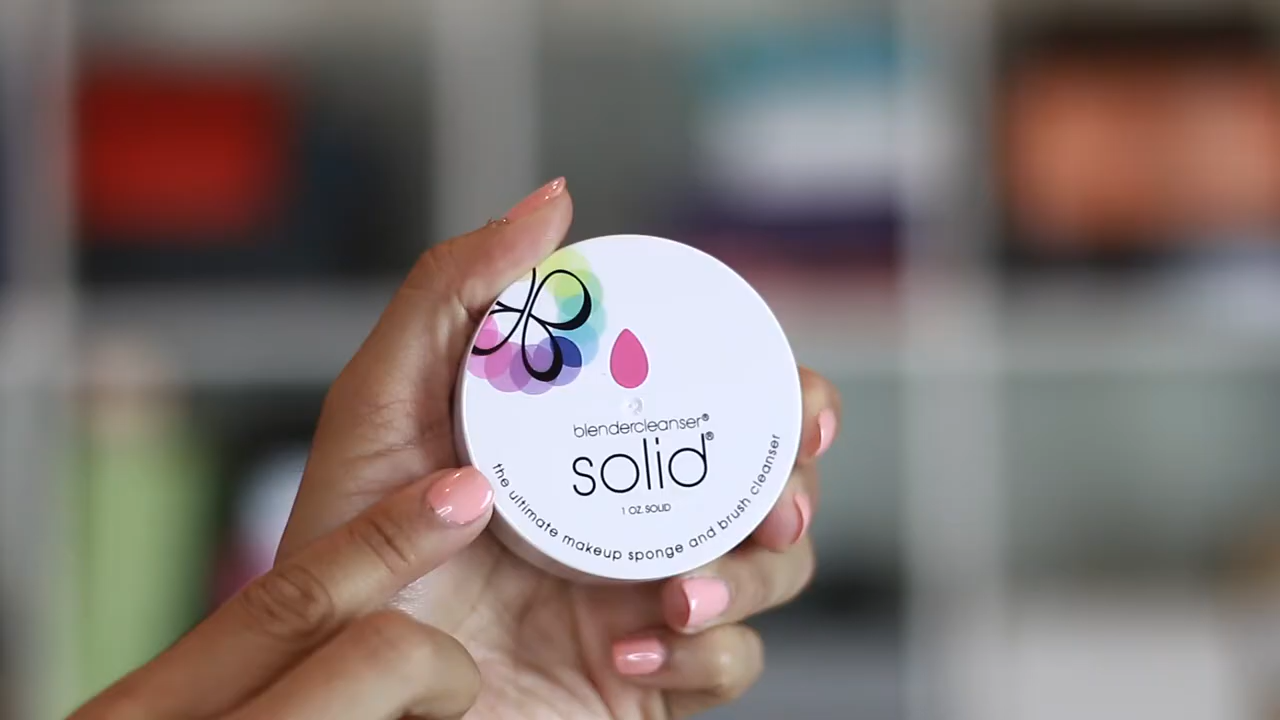 blendercleanser®
solid®
1 OZ. SOLID
the ultimate makeup sponge and brush cleanser